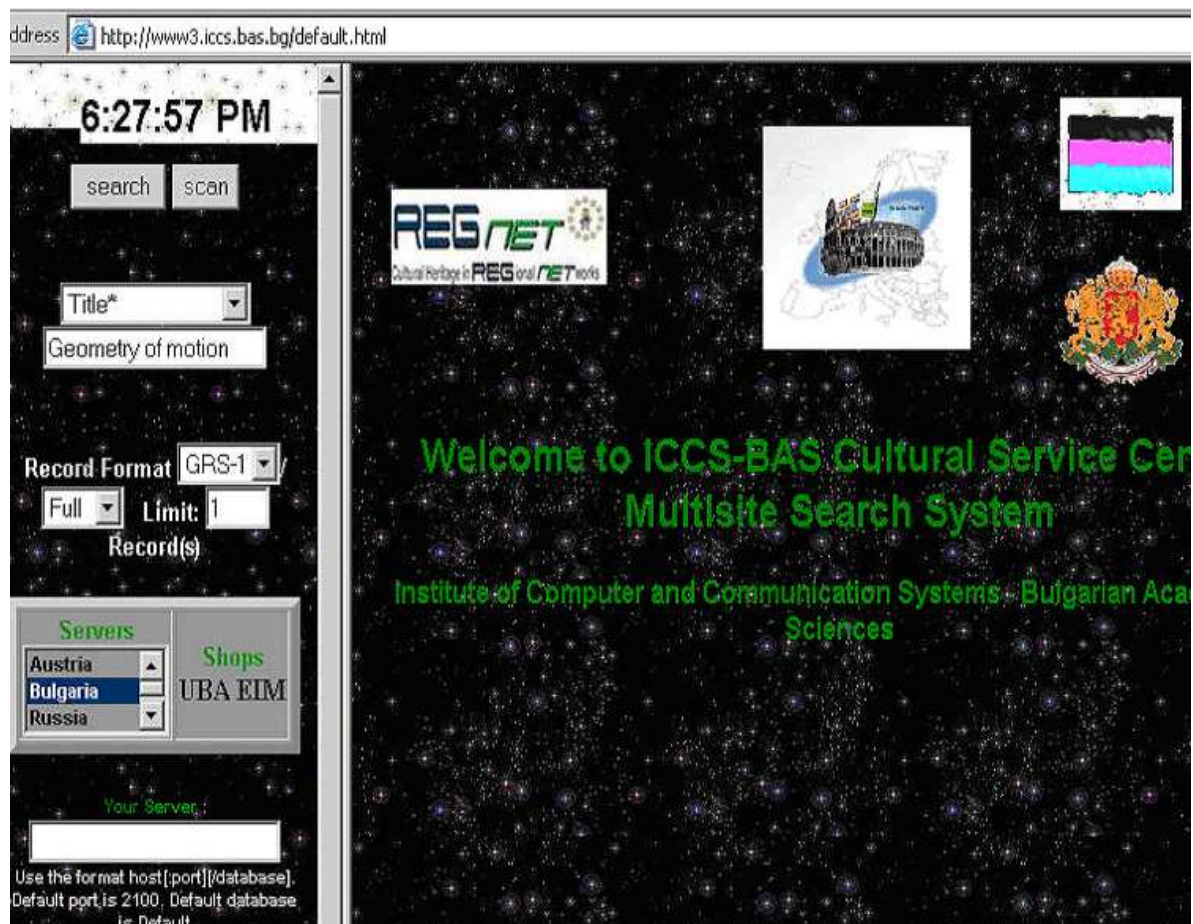 ddress http://www3.iccs.bas.bg/default.html
6:27:57 PM
search scan
Title*
Geometry of motion
Record Format GRS-1 /
Full Limit: 1
Record(s)
Servers
Austria
Bulgaria
Russia
Shops
UBA EIM
Your Server:
Use the format host[:port][/database].
Default port is 2100. Default database
is Default
REGNET
Cultural Heritage in REGional NETworks
Welcome to ICCS-BAS Cultural Service Cen
Multisite Search System
Institute of Computer and Communication Systems - Bulgarian Aca
Sciences